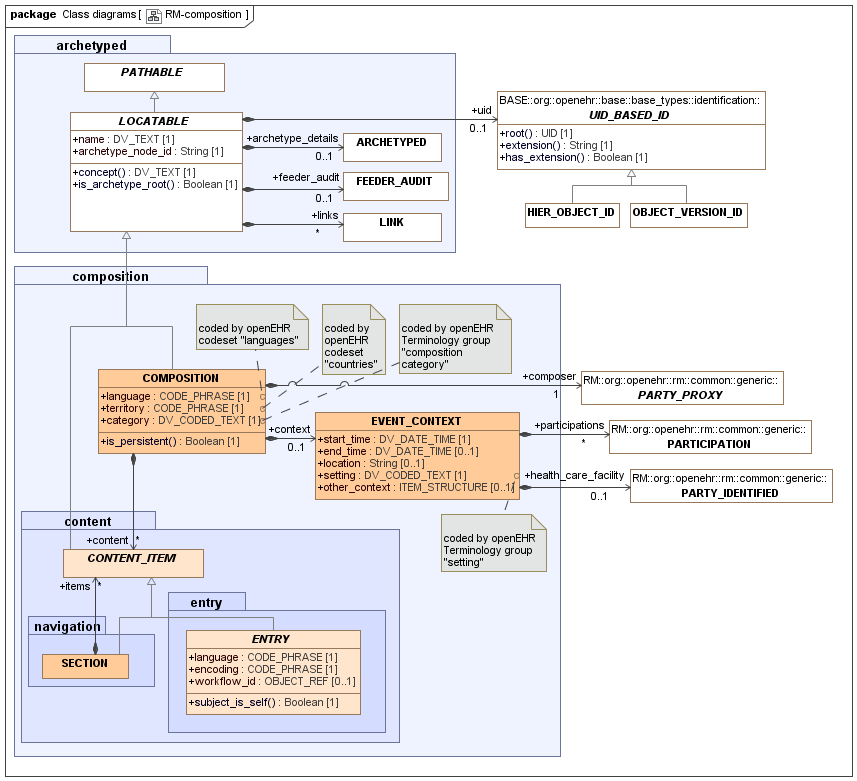 package Class diagrams [ RM-composition ]
archetyped
PATHABLE
LOCATABLE
+name : DV_TEXT [1]
+archetype_node_id : String [1]
+concept() : DV_TEXT [1]
+is_archetype_root() : Boolean [1]
+uid
0..1
+archetype_details
0..1
ARCHETYPED
+feeder_audit
0..1
FEEDER_AUDIT
+links
*
LINK
BASE::org::openehr::base::base_types::identification::
UID_BASED_ID
+root() : UID [1]
+extension() : String [1]
+has_extension() : Boolean [1]
HIER_OBJECT_ID
OBJECT_VERSION_ID
composition
coded by openEHR
codeset "languages"
coded by
openEHR
codeset
"countries"
coded by openEHR
Terminology group
"composition
category"
COMPOSITION
+language : CODE_PHRASE [1]
+territory : CODE_PHRASE [1]
+category : DV_CODED_TEXT [1]
+is_persistent() : Boolean [1]
+composer
1
RM::org::openehr::rm::common::generic::
PARTY_PROXY
+context
0..1
EVENT_CONTEXT
+start_time : DV_DATE_TIME [1]
+end_time : DV_DATE_TIME [0..1]
+location : String [0..1]
+setting : DV_CODED_TEXT [1]
+other_context : ITEM_STRUCTURE [0..1]
+participations
*
RM::org::openehr::rm::common::generic::
PARTICIPATION
+health_care_facility
0..1
RM::org::openehr::rm::common::generic::
PARTY_IDENTIFIED
coded by openEHR
Terminology group
"setting"
content
+content *
CONTENT_ITEM
+items *
entry
navigation
SECTION
ENTRY
+language : CODE_PHRASE [1]
+encoding : CODE_PHRASE [1]
+workflow_id : OBJECT_REF [0..1]
+subject_is_self() : Boolean [1]